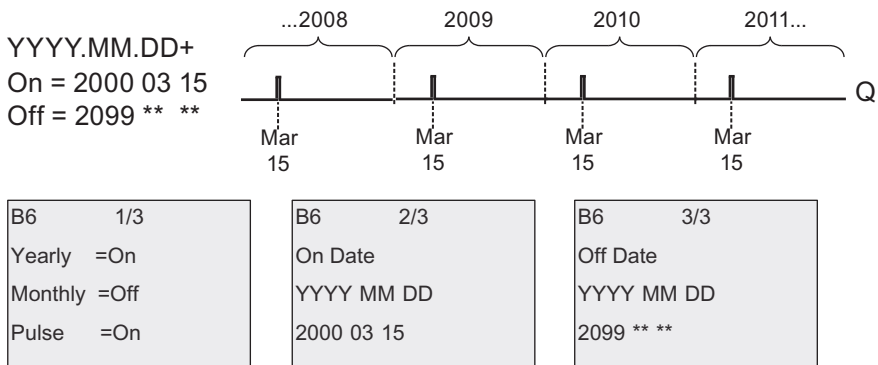 ...2008 2009 2010 2011...
YYYY.MM.DD+
On = 2000 03 15
Off = 2099 ** **
Q
Mar Mar Mar Mar
15 15 15 15
B6 1/3
Yearly =On
Monthly =Off
Pulse =On
B6 2/3
On Date
YYYY MM DD
2000 03 15
B6 3/3
Off Date
YYYY MM DD
2099 ** **